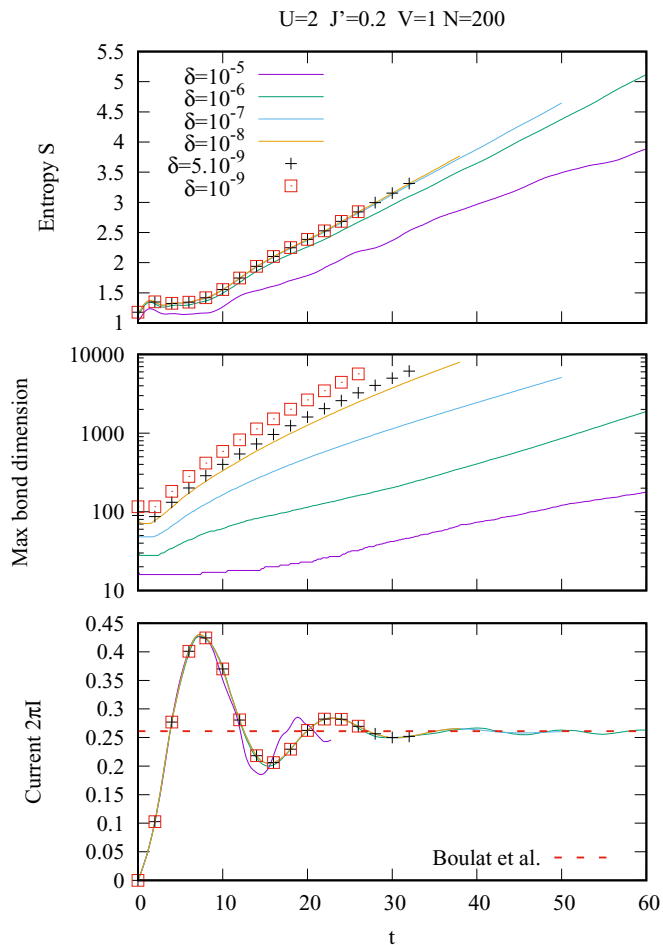 U=2 J'=0.2 V=1 N=200
Entropy S
5.5
5
4.5
4
3.5
3
2.5
2
1.5
1
δ=10⁻⁵
δ=10⁻⁶
δ=10⁻⁷
δ=10⁻⁸
δ=5.10⁻⁹
δ=10⁻⁹
Max bond dimension
10000
1000
100
10
Current 2πI
0.45
0.4
0.35
0.3
0.25
0.2
0.15
0.1
0.05
0
Boulat et al.
0 10 20 30 40 50 60
t